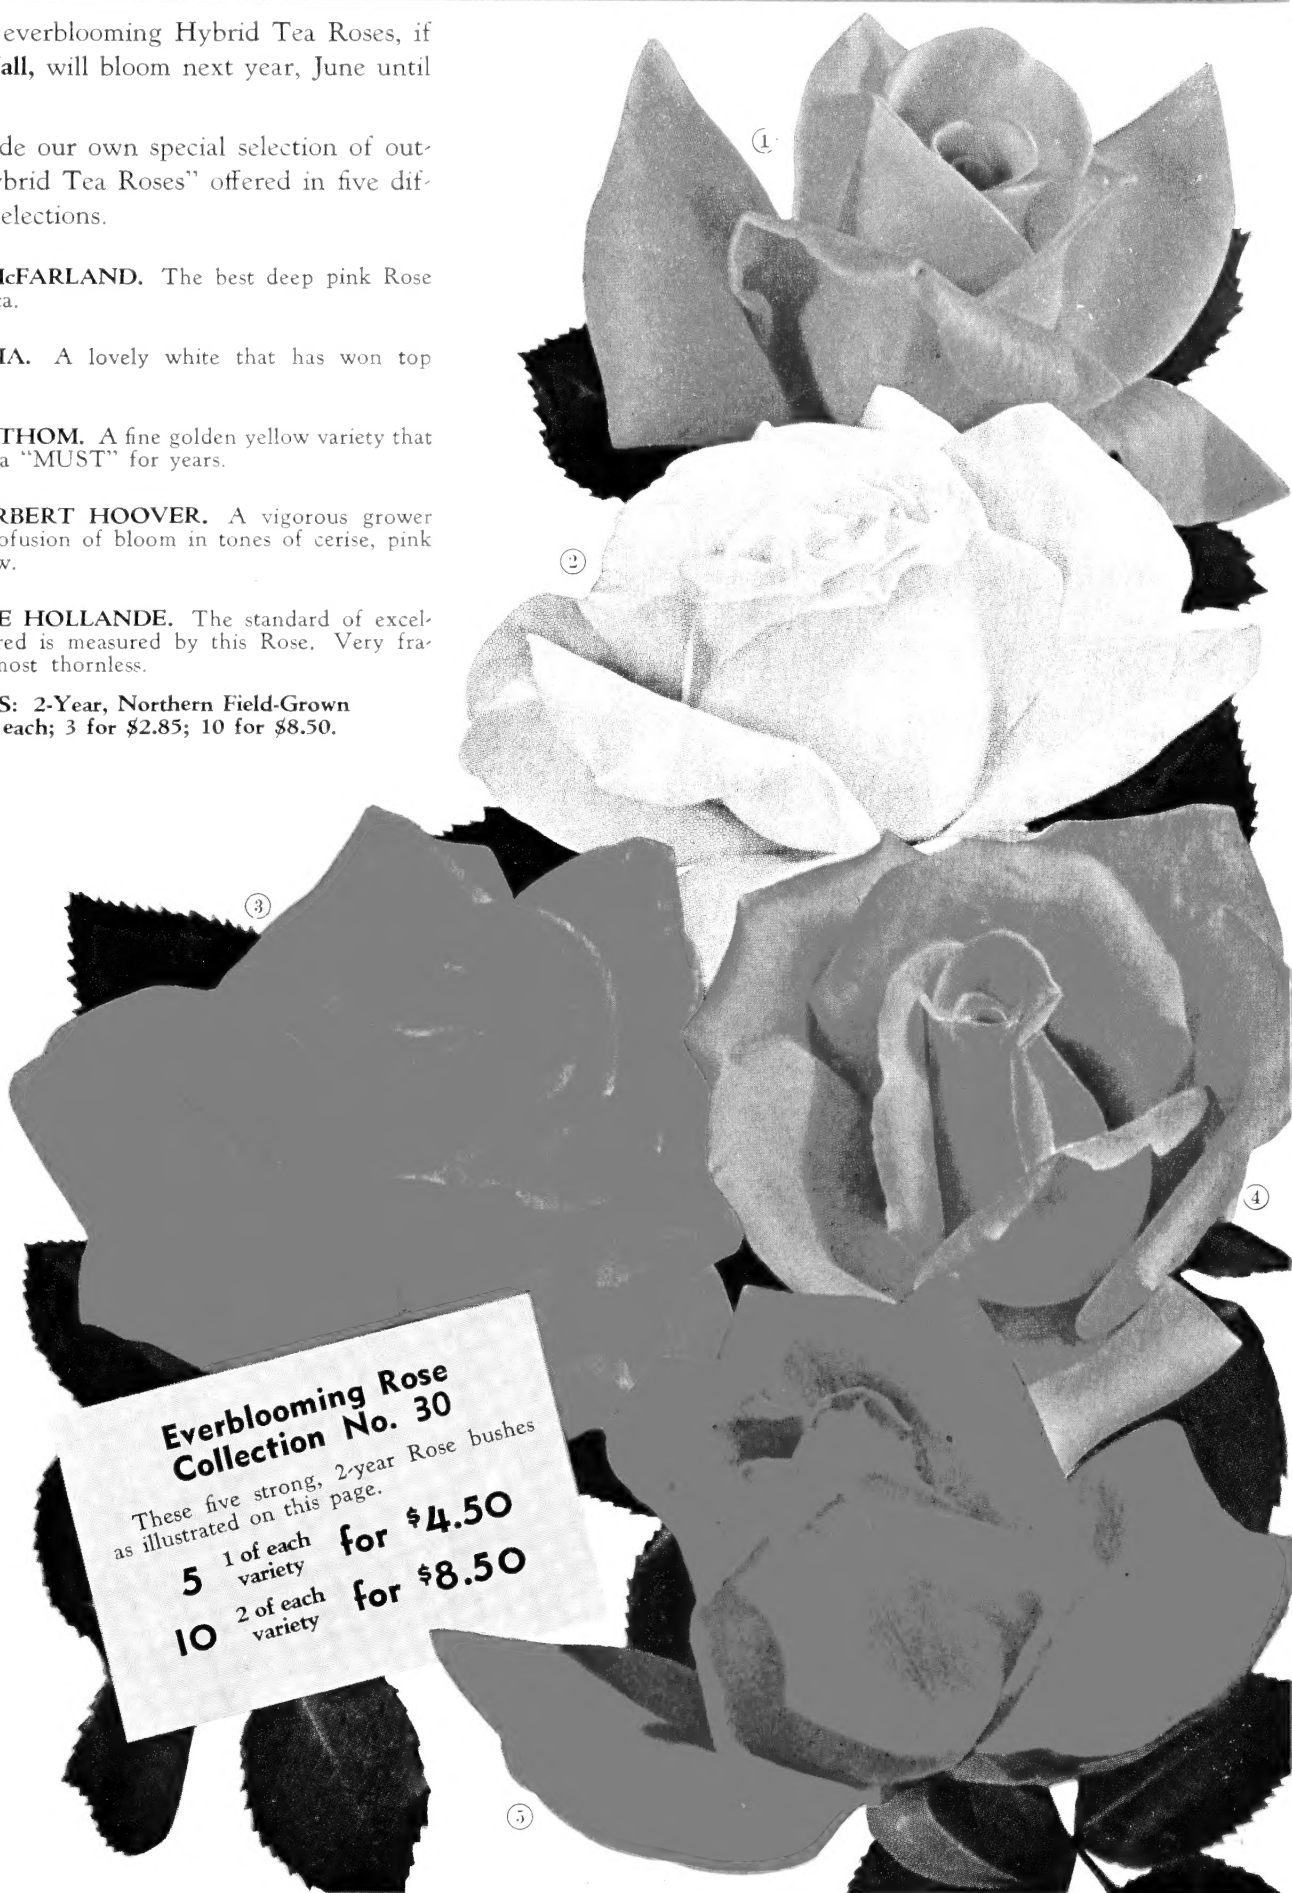 everblooming Hybrid Tea Roses, if
all, will bloom next year, June until
de our own special selection of out-
brid Tea Roses" offered in five dif-
elections.
McFARLAND. The best deep pink Rose
a.
IA. A lovely white that has won top
THOM. A fine golden yellow variety that
a "MUST" for years.
RBERT HOOVER. A vigorous grower
ofusion of bloom in tones of cerise, pink
w.
E HOLLANDE. The standard of excel-
red is measured by this Rose. Very fra-
most thornless.
S: 2-Year, Northern Field-Grown
each; 3 for $2.85; 10 for $8.50.
1
2
3
4
Everblooming Rose
Collection No. 30
These five strong, 2-year Rose bushes
as illustrated on this page.
5 1 of each variety for $4.50
10 2 of each variety for $8.50
5